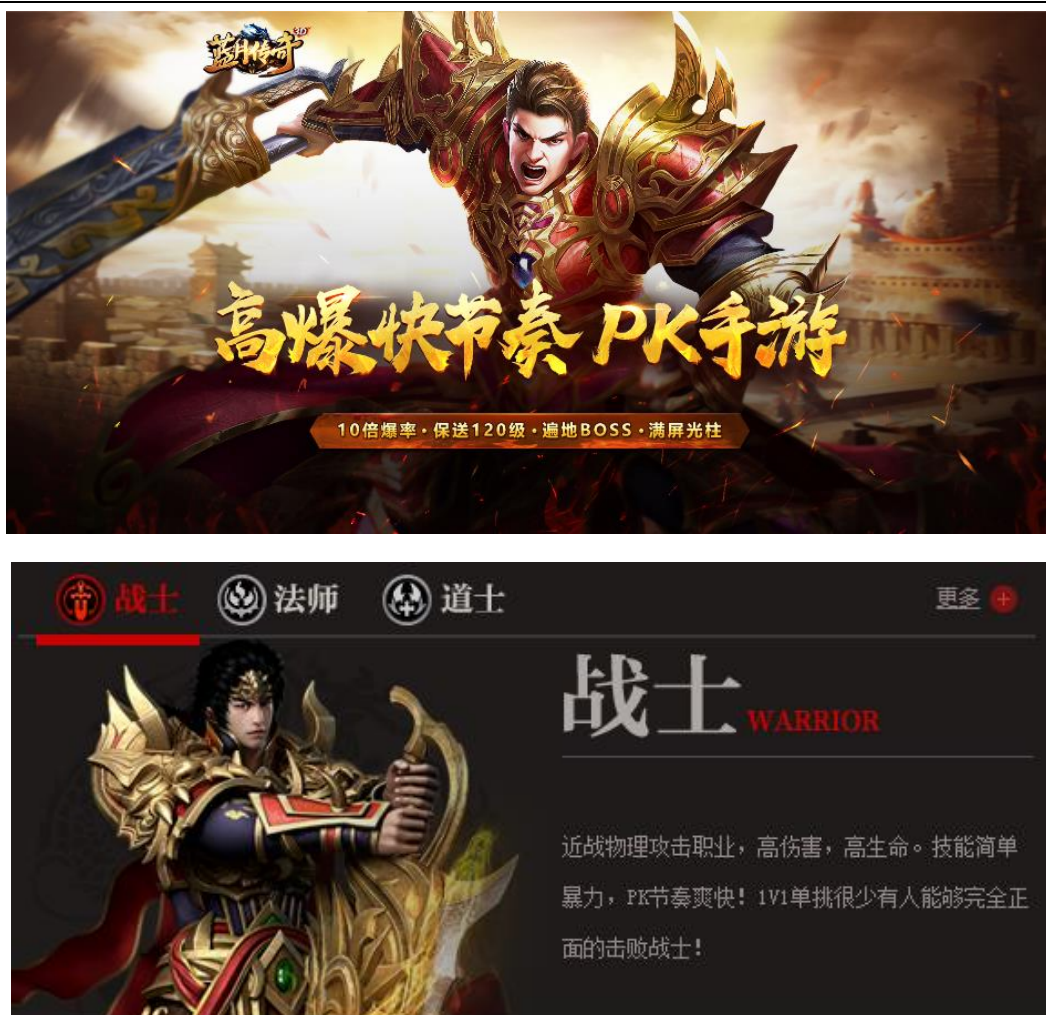 蓝月传奇 3D
高爆快节奏 PK手游
10倍爆率·保送120级·遍地BOSS·满屏光柱
战士 法师 道士 更多
战士 WARRIOR
近战物理攻击职业，高伤害，高生命。技能简单
暴力，PK节奏爽快！1V1单挑很少有人能够完全正
面的击败战士！